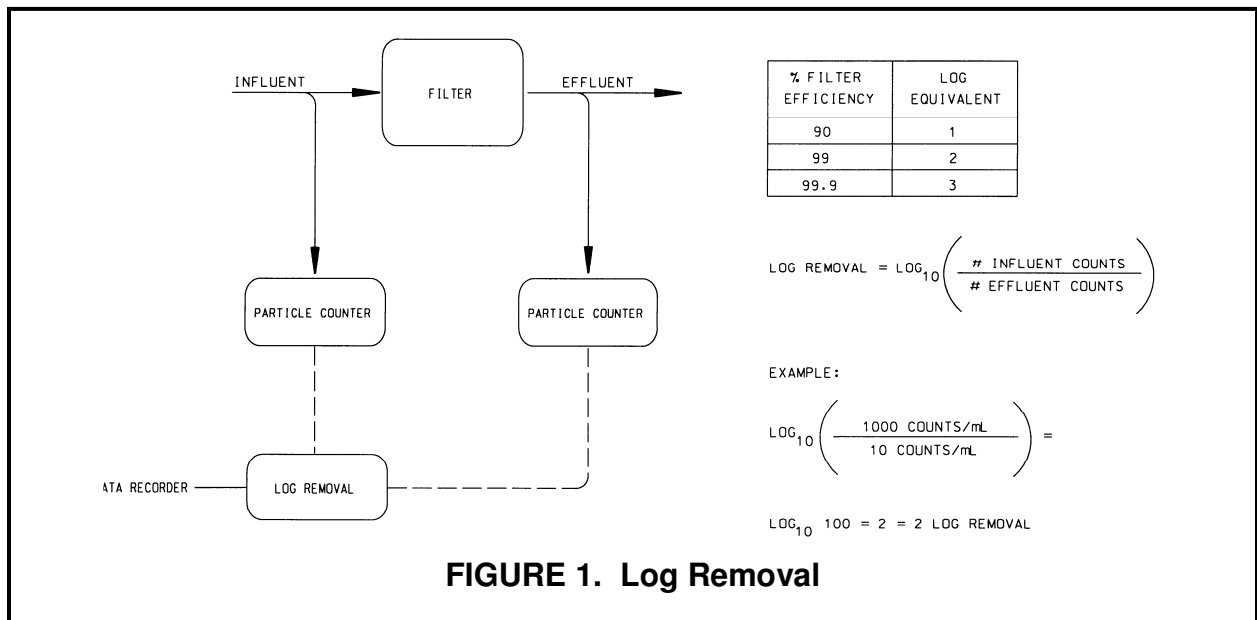 INFLUENT
FILTER
EFFLUENT
PARTICLE COUNTER
PARTICLE COUNTER
ATA RECORDER
LOG REMOVAL
% FILTER EFFICIENCY
LOG EQUIVALENT
90
1
99
2
99.9
3
LOG REMOVAL = LOG10 ( # INFLUENT COUNTS / # EFFLUENT COUNTS )
EXAMPLE:
LOG10 ( 1000 COUNTS/mL / 10 COUNTS/mL ) =
LOG10 100 = 2 = 2 LOG REMOVAL
FIGURE 1. Log Removal